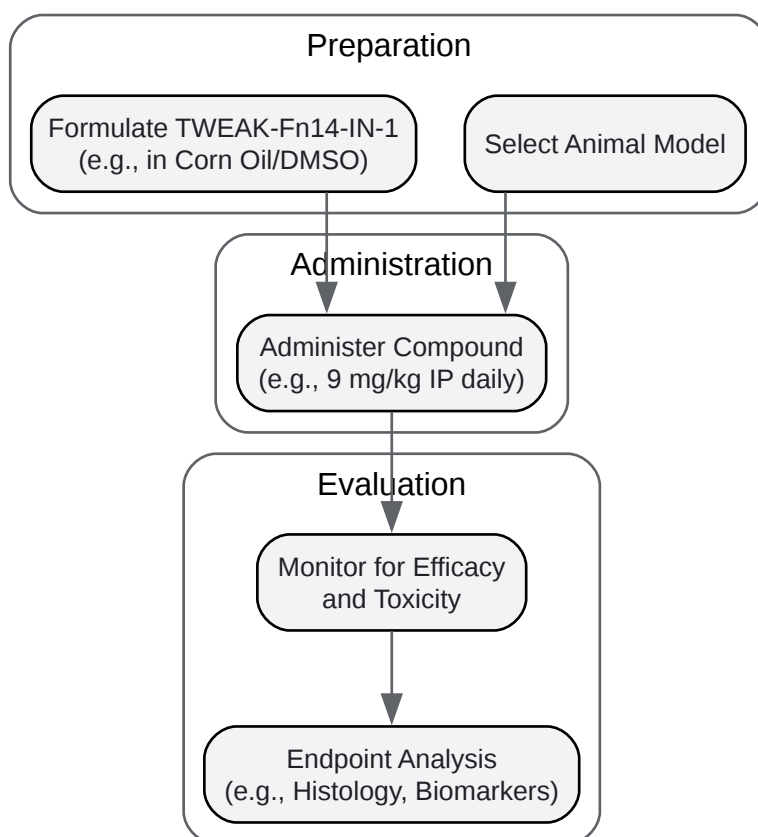 Preparation
Formulate TWEAK-Fn14-IN-1
(e.g., in Corn Oil/DMSO)
Select Animal Model
Administration
Administer Compound
(e.g., 9 mg/kg IP daily)
Evaluation
Monitor for Efficacy
and Toxicity
Endpoint Analysis
(e.g., Histology, Biomarkers)